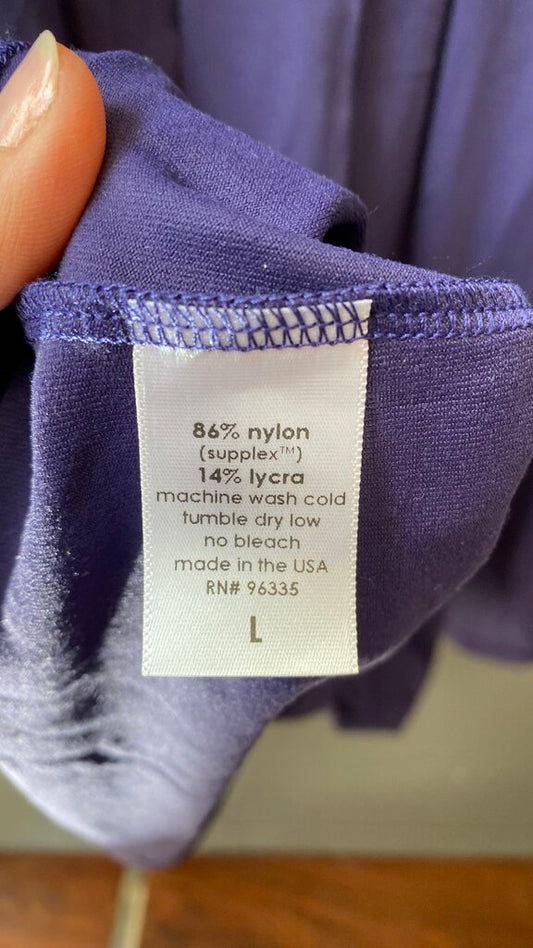 86% nylon
(supplex™)
14% lycra
machine wash cold
tumble dry low
no bleach
made in the USA
RN# 96335
L